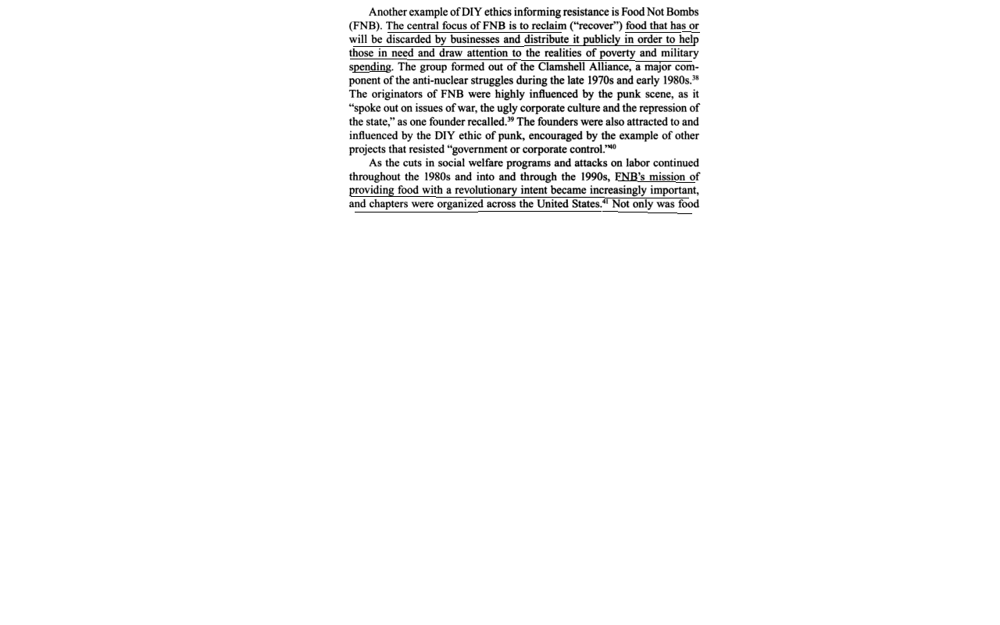 Another example of DIY ethics informing resistance is Food Not Bombs
(FNB). The central focus of FNB is to reclaim (“recover”) food that has or
will be discarded by businesses and distribute it publicly in order to help
those in need and draw attention to the realities of poverty and military
spending. The group formed out of the Clamshell Alliance, a major com-
ponent of the anti-nuclear struggles during the late 1970s and early 1980s.³⁸
The originators of FNB were highly influenced by the punk scene, as it
“spoke out on issues of war, the ugly corporate culture and the repression of
the state,” as one founder recalled.³⁹ The founders were also attracted to and
influenced by the DIY ethic of punk, encouraged by the example of other
projects that resisted “government or corporate control.”⁴⁰
As the cuts in social welfare programs and attacks on labor continued
throughout the 1980s and into and through the 1990s, FNB’s mission of
providing food with a revolutionary intent became increasingly important,
and chapters were organized across the United States.⁴¹ Not only was food